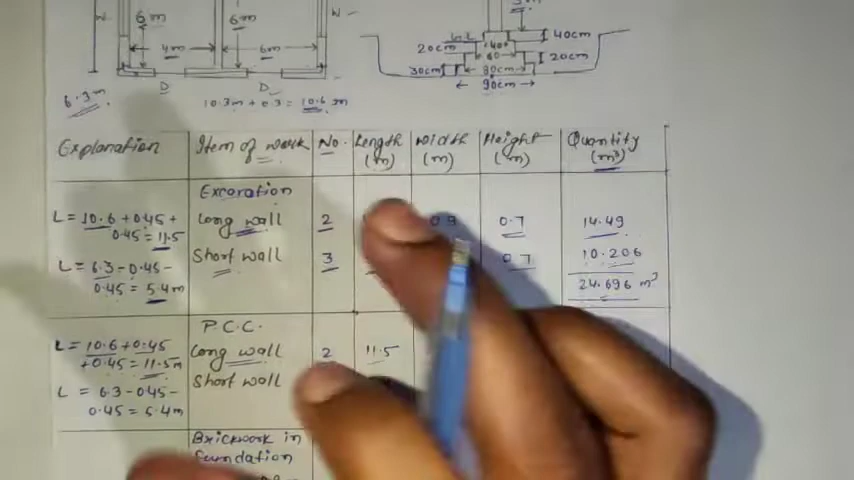 W
6m
6m
W
4m
6m
D
D
6.3m
10.3m + 0.3 = 10.6 m
40cm
20cm
40
60
20cm
30cm
80cm
90cm
Explanation Item of work No. Length (m) Width (m) Height (m) Quantity (m³)
Excavation
L = 10.6 + 0.45 + 0.45 = 11.5 Long wall 2 0.9 0.7 14.49
L = 6.3 - 0.45 - 0.45 = 5.4m Short wall 3 0.7 10.206
24.696 m³
P.C.C.
L = 10.6 + 0.45 + 0.45 = 11.5m Long wall 2 11.5
L = 6.3 - 0.45 - 0.45 = 5.4m Short wall
Brickwork in
foundation